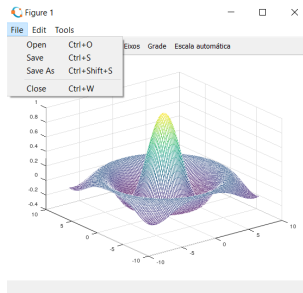 Figure 1
File Edit Tools
Open Ctrl+O
Save Ctrl+S
Save As Ctrl+Shift+S
Close Ctrl+W
Eixos Grade Escala automática
1
0.8
0.6
0.4
0.2
0
-0.2
-0.4
10
5
0
-5
-10
-10
-5
0
5
10